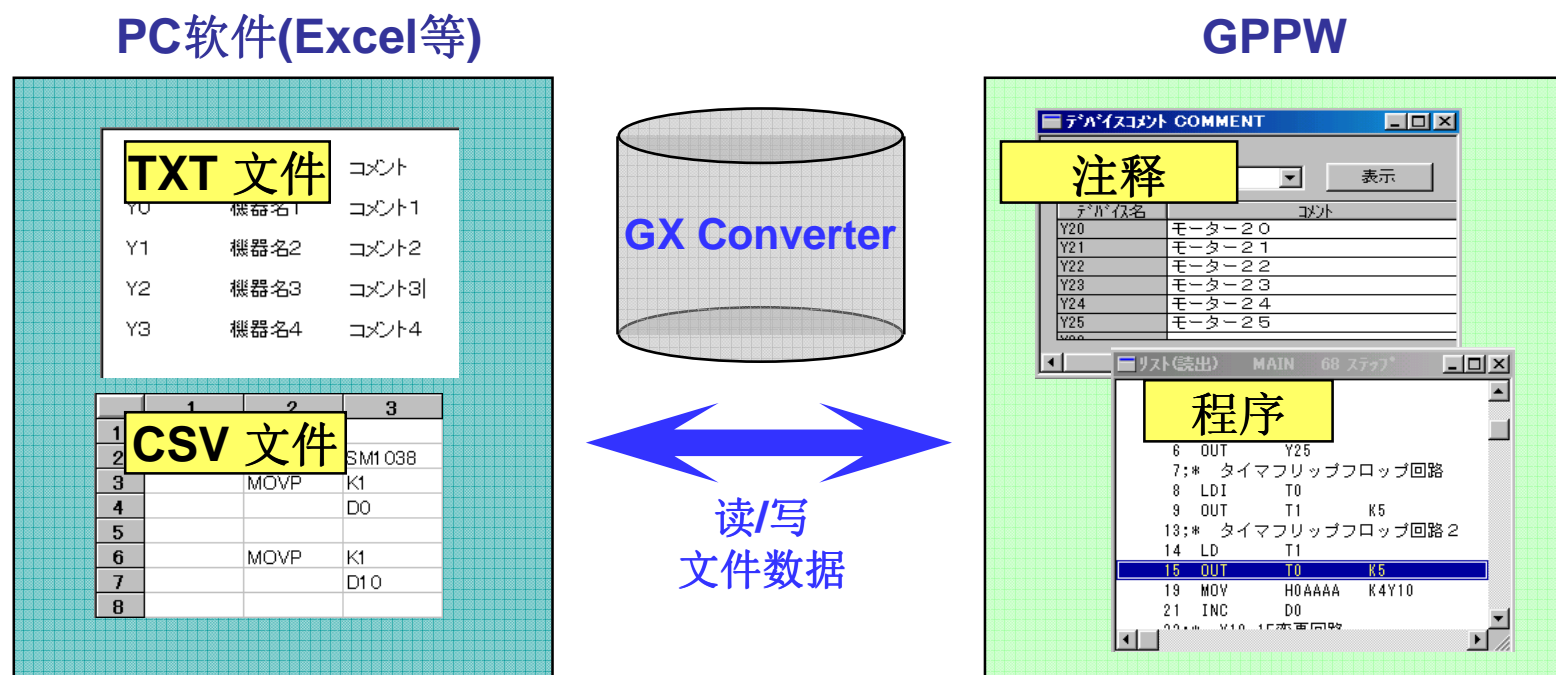 PC软件(Excel等)
GPPW
TXT 文件
コメント
Y0 機器名1 コメント1
Y1 機器名2 コメント2
Y2 機器名3 コメント3
Y3 機器名4 コメント4
1 2 3
CSV 文件
1
2 SM1038
3 MOVP K1
4 D0
5
6 MOVP K1
7 D10
8
GX Converter
读/写
文件数据
デバイスコメント COMMENT
注释
表示
デバイス名 コメント
Y20 モーター20
Y21 モーター21
Y22 モーター22
Y23 モーター23
Y24 モーター24
Y25 モーター25
リスト(読出) MAIN 68 ステップ
程序
6 OUT Y25
7;* タイマフリップフロップ回路
8 LDI T0
9 OUT T1 K5
13;* タイマフリップフロップ回路2
14 LD T1
15 OUT T0 K5
19 MOV H0AAAA K4Y10
21 INC D0